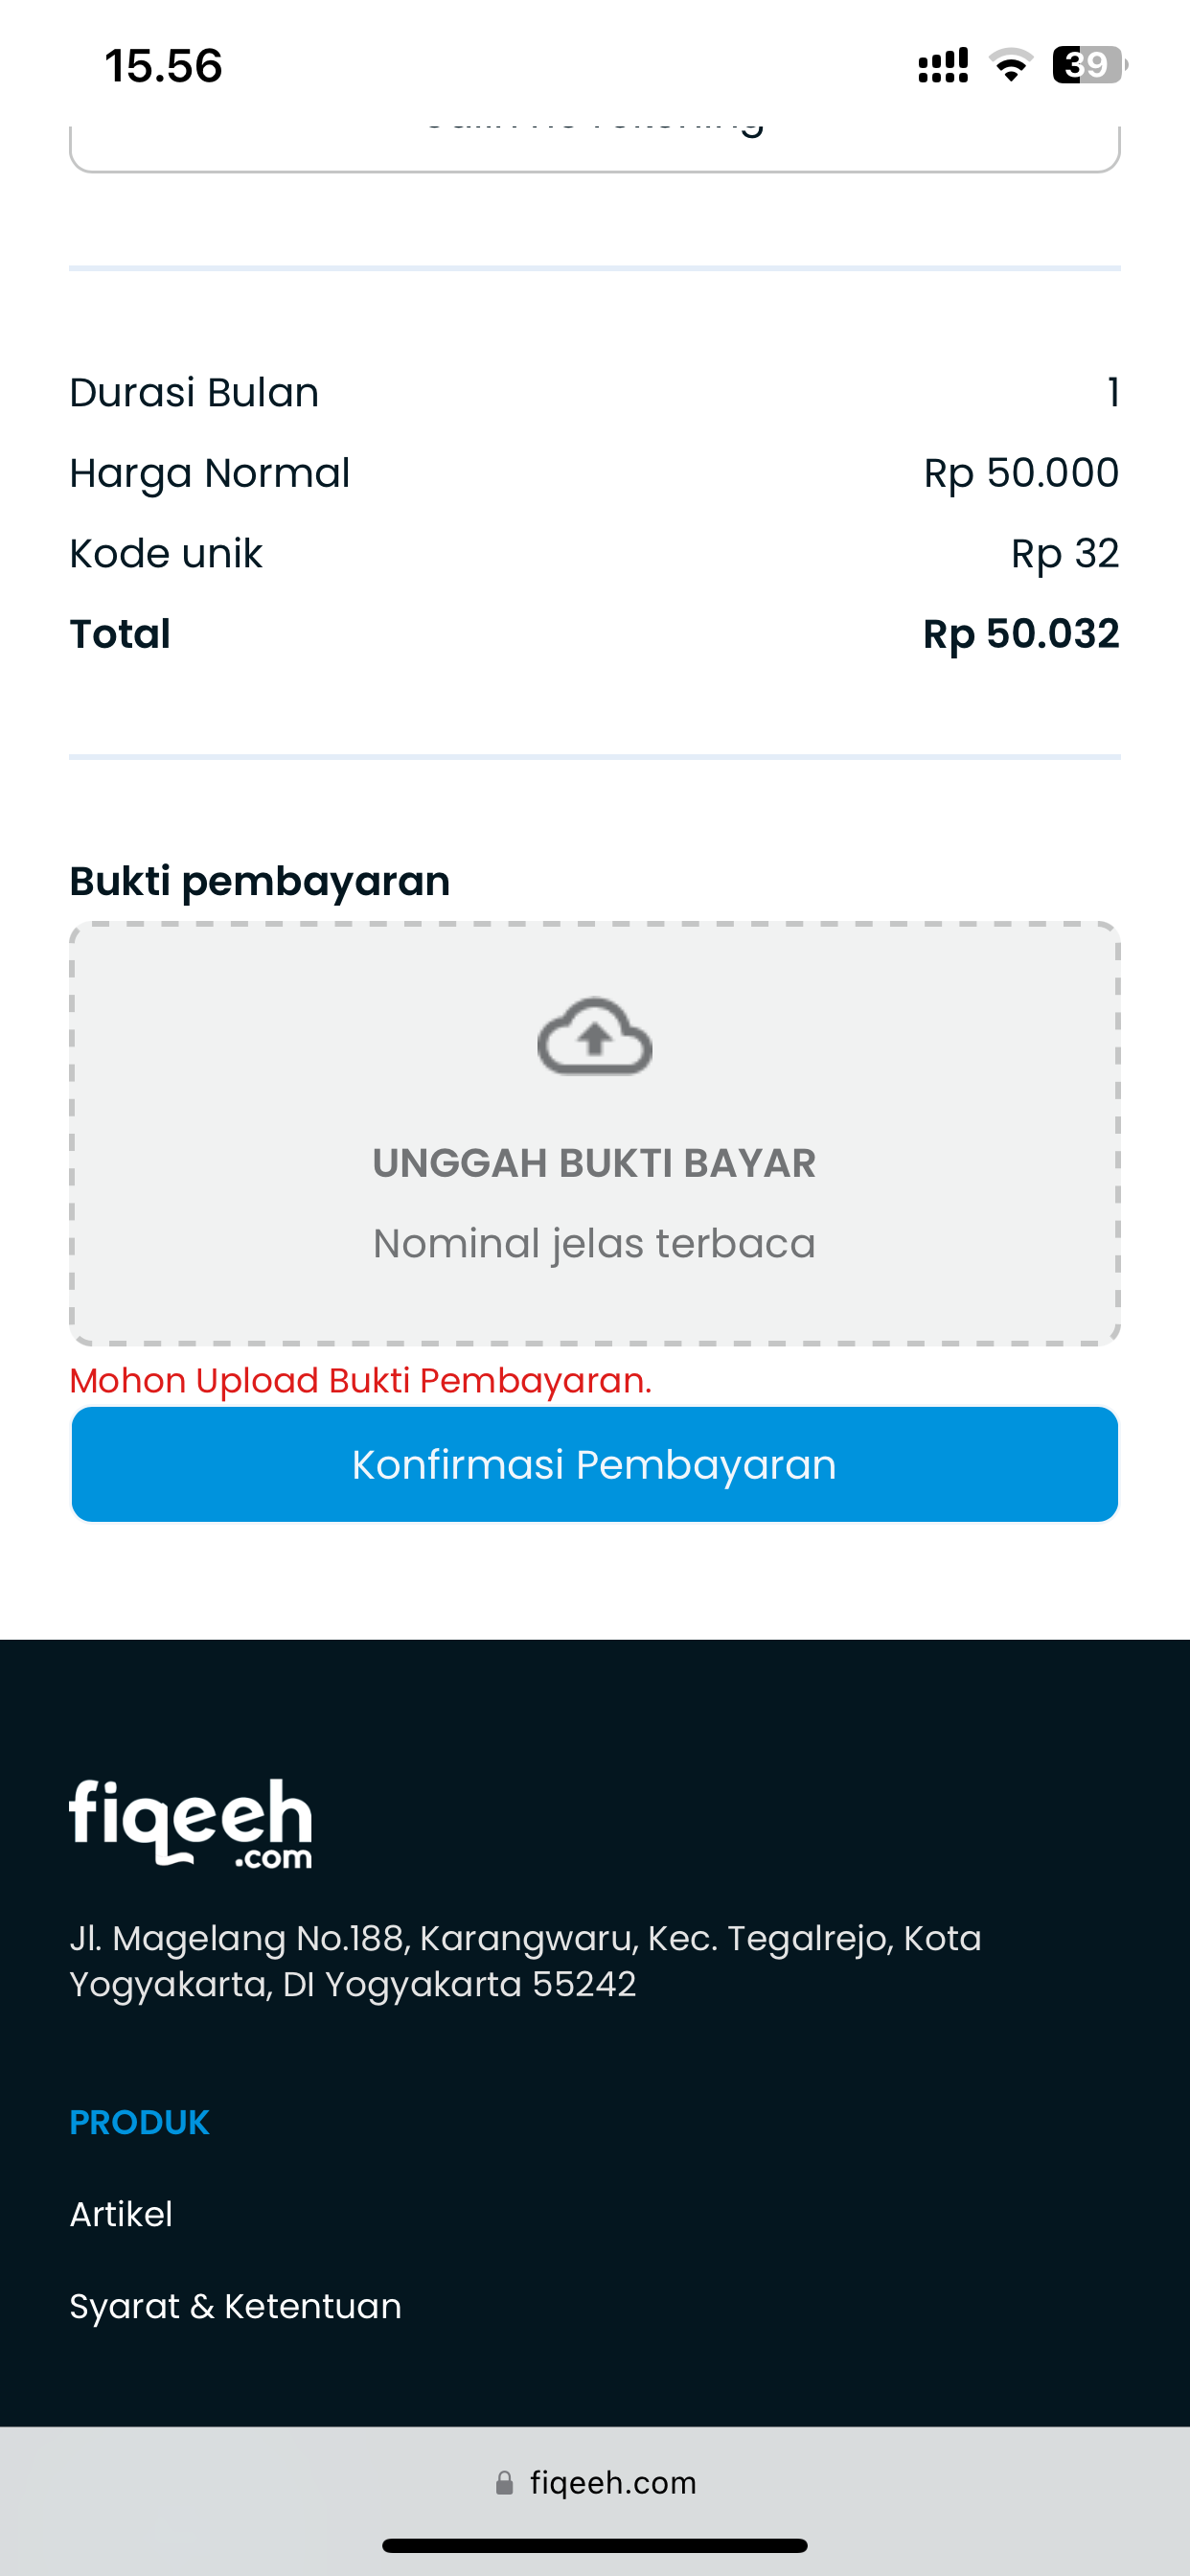 15.56
39
Durasi Bulan 1
Harga Normal Rp 50.000
Kode unik Rp 32
Total Rp 50.032
Bukti pembayaran
UNGGAH BUKTI BAYAR
Nominal jelas terbaca
Mohon Upload Bukti Pembayaran.
Konfirmasi Pembayaran
fiqeeh
.com
Jl. Magelang No.188, Karangwaru, Kec. Tegalrejo, Kota
Yogyakarta, DI Yogyakarta 55242
PRODUK
Artikel
Syarat & Ketentuan
fiqeeh.com